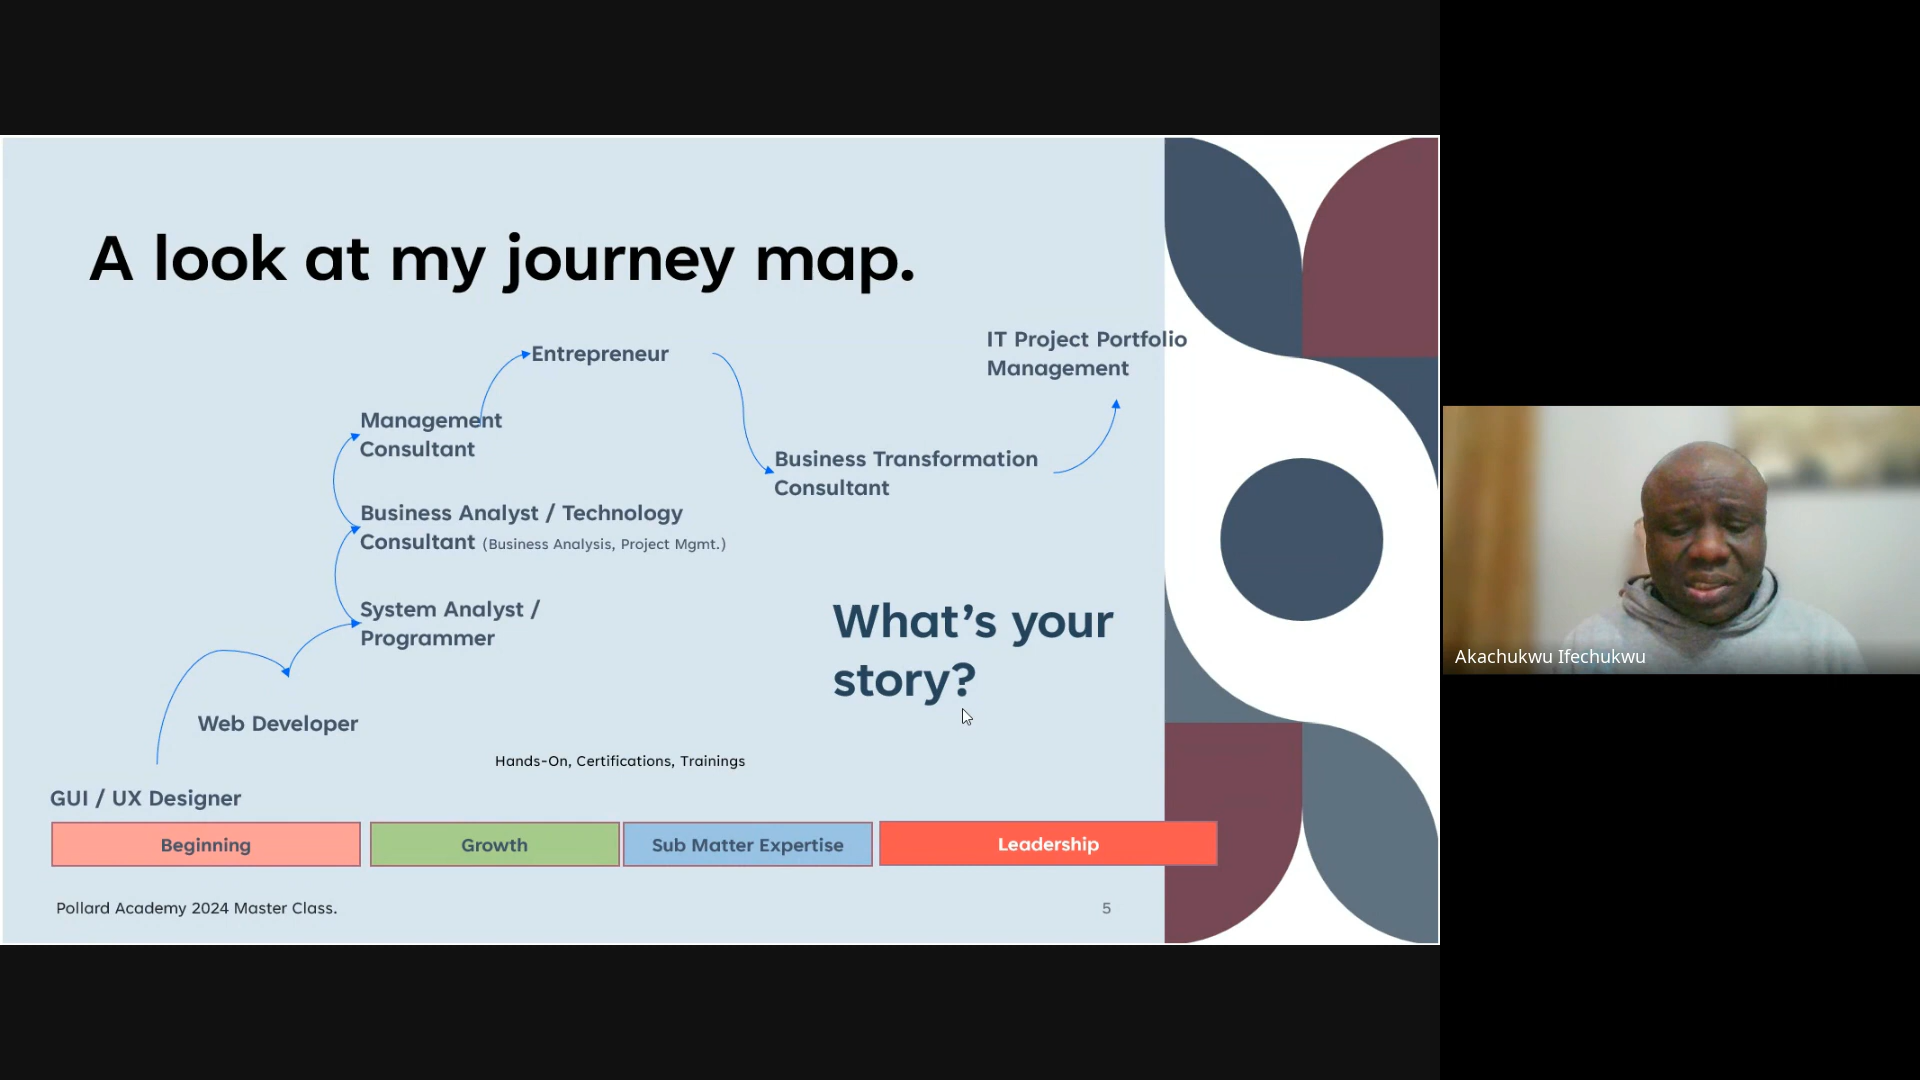 A look at my journey map.
IT Project Portfolio
Management
Entrepreneur
Management
Consultant
Business Transformation
Consultant
Business Analyst / Technology
Consultant (Business Analysis, Project Mgmt.)
System Analyst /
Programmer
What's your
story?
Web Developer
Hands-On, Certifications, Trainings
GUI / UX Designer
Beginning
Growth
Sub Matter Expertise
Leadership
Pollard Academy 2024 Master Class.
5
Akachukwu Ifechukwu